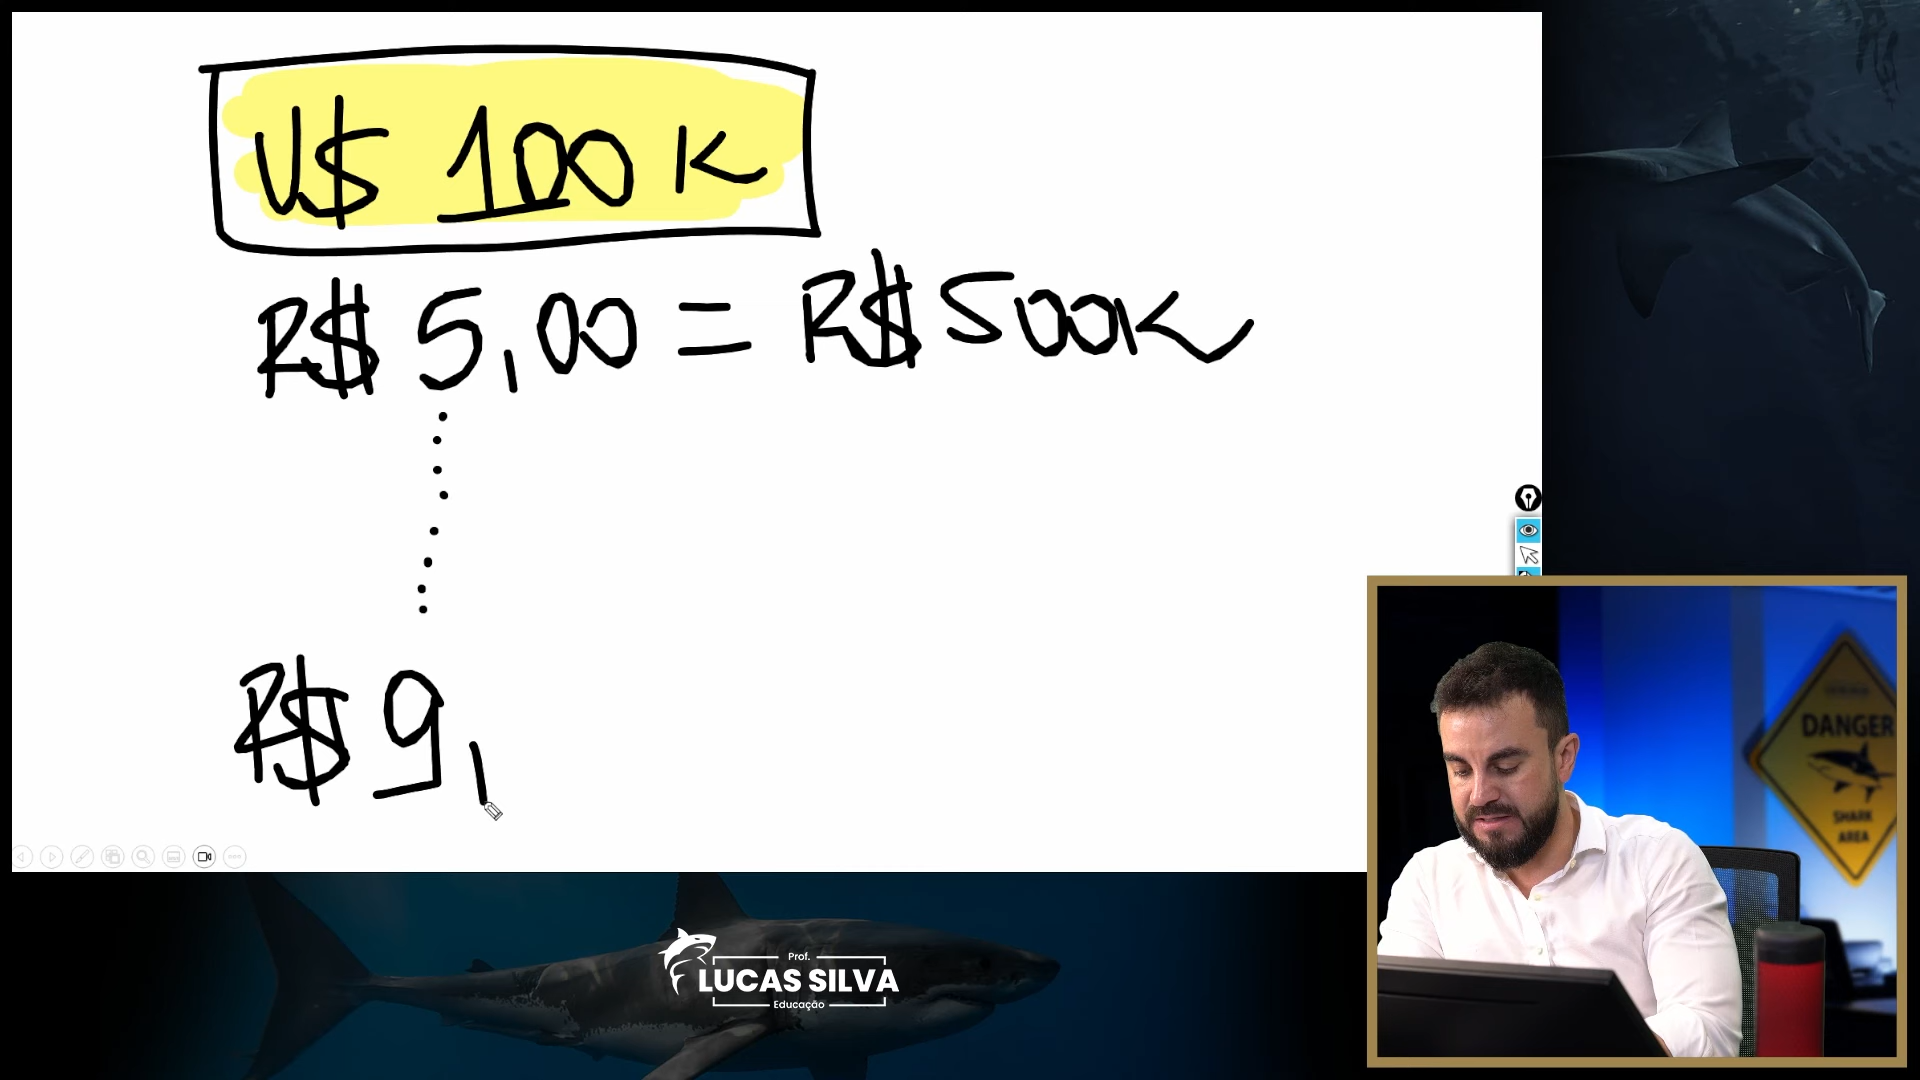 U$ 100 K
R$ 5,00 = R$ 500K
R$ 9,
DANGER
SHARK
AREA
Prof.
LUCAS SILVA
Educação